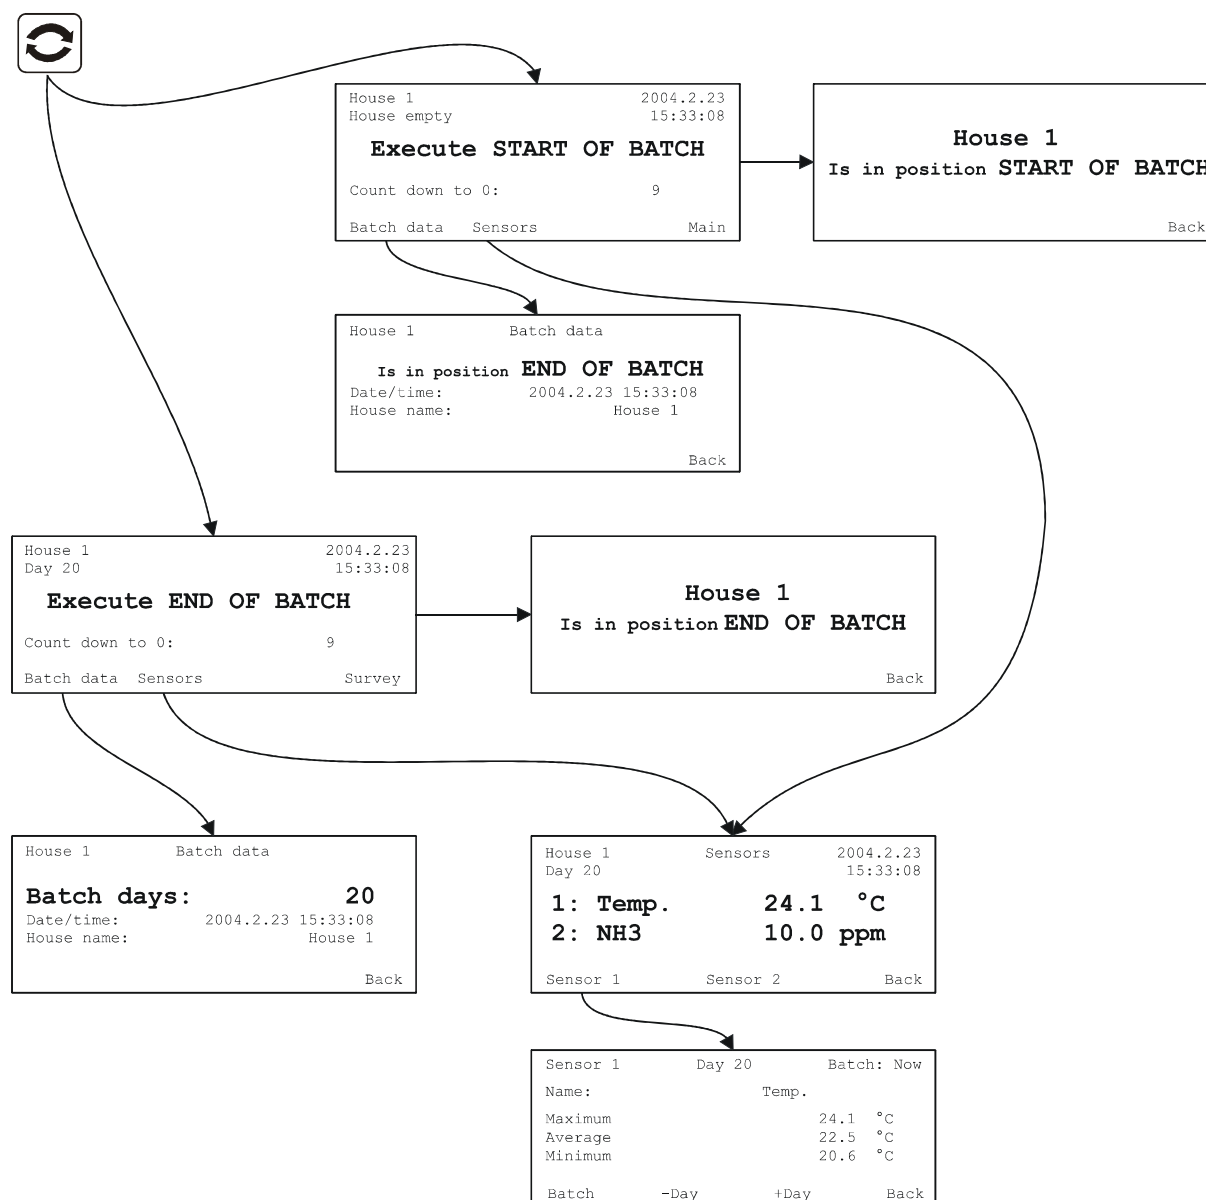 House 1 2004.2.23
House empty 15:33:08
Execute START OF BATCH
Count down to 0: 9
Batch data Sensors Main
House 1
Is in position START OF BATCH
Back
House 1 Batch data
Is in position END OF BATCH
Date/time: 2004.2.23 15:33:08
House name: House 1
Back
House 1 2004.2.23
Day 20 15:33:08
Execute END OF BATCH
Count down to 0: 9
Batch data Sensors Survey
House 1
Is in position END OF BATCH
Back
House 1 Batch data
Batch days: 20
Date/time: 2004.2.23 15:33:08
House name: House 1
Back
House 1 Sensors 2004.2.23
Day 20 15:33:08
1: Temp. 24.1 °C
2: NH3 10.0 ppm
Sensor 1 Sensor 2 Back
Sensor 1 Day 20 Batch: Now
Name: Temp.
Maximum 24.1 °C
Average 22.5 °C
Minimum 20.6 °C
Batch -Day +Day Back